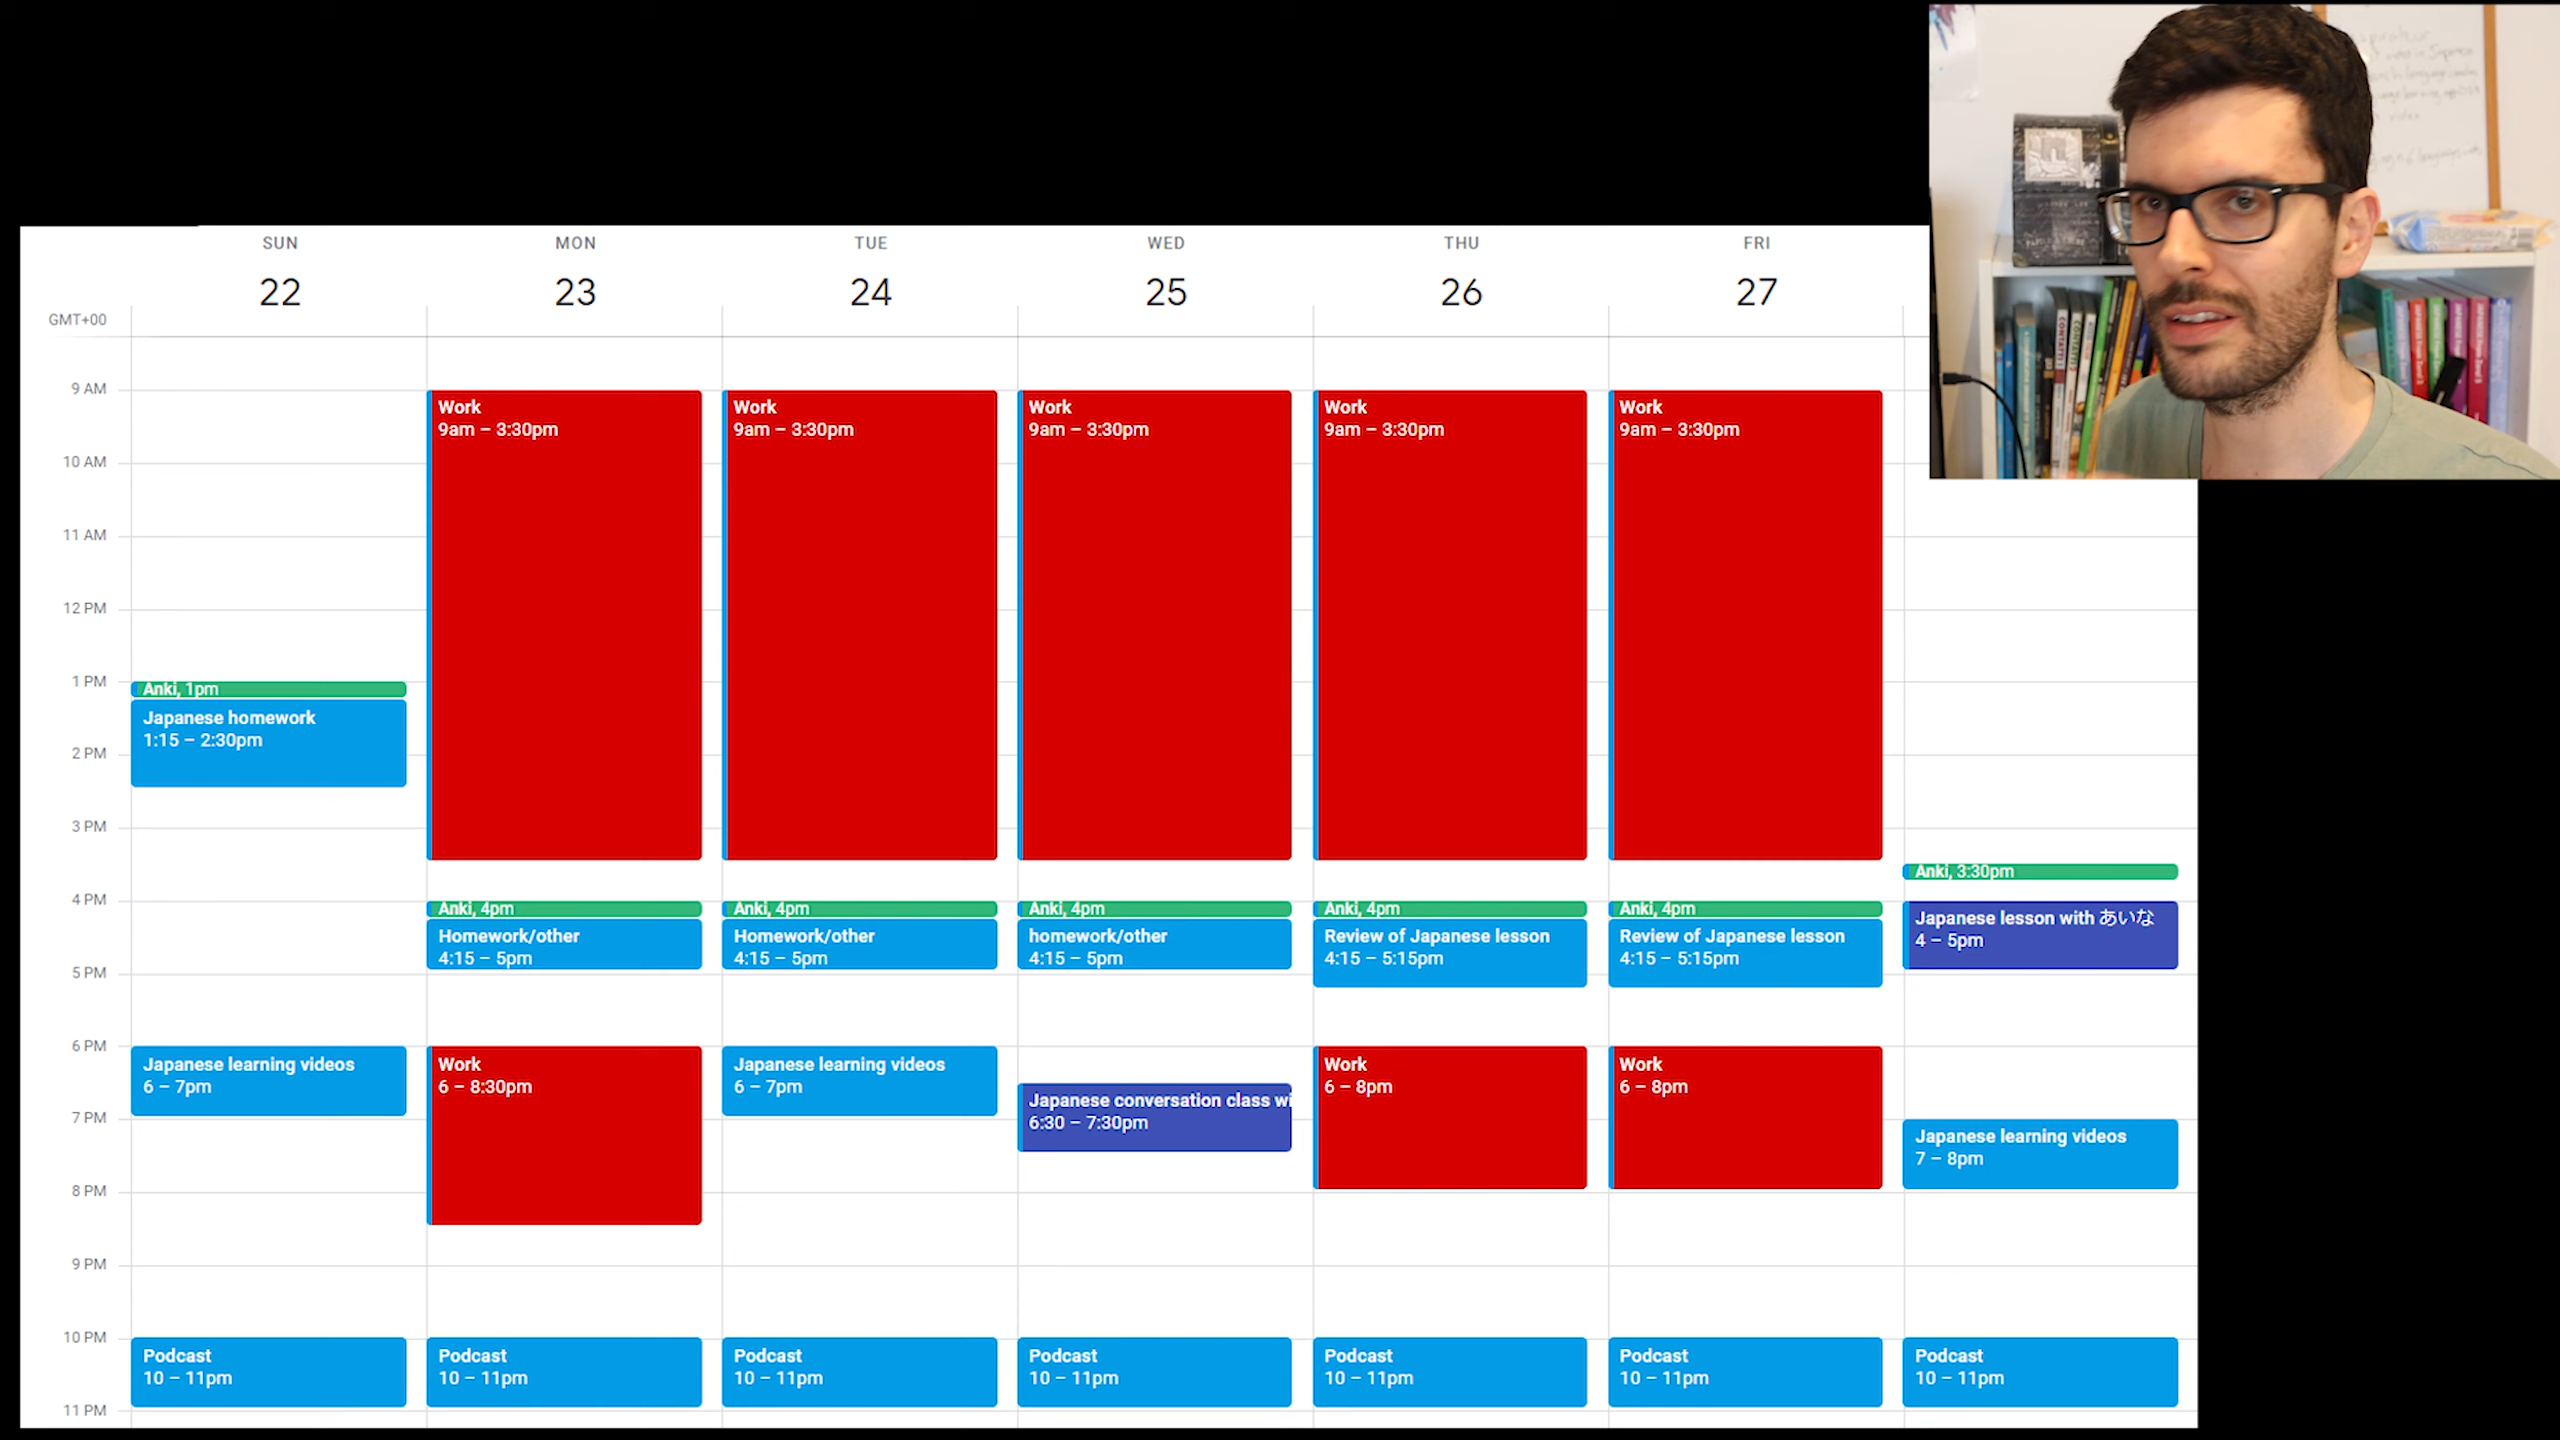 SUN
MON
TUE
WED
THU
FRI
22
23
24
25
26
27
GMT+00
9 AM
10 AM
11 AM
12 PM
1 PM
2 PM
3 PM
4 PM
5 PM
6 PM
7 PM
8 PM
9 PM
10 PM
11 PM
Anki, 1pm
Japanese homework
1:15 – 2:30pm
Japanese learning videos
6 – 7pm
Podcast
10 – 11pm
Work
9am – 3:30pm
Anki, 4pm
Homework/other
4:15 – 5pm
Work
6 – 8:30pm
Podcast
10 – 11pm
Work
9am – 3:30pm
Anki, 4pm
Homework/other
4:15 – 5pm
Japanese learning videos
6 – 7pm
Podcast
10 – 11pm
Work
9am – 3:30pm
Anki, 4pm
homework/other
4:15 – 5pm
Japanese conversation class wi
6:30 – 7:30pm
Podcast
10 – 11pm
Work
9am – 3:30pm
Anki, 4pm
Review of Japanese lesson
4:15 – 5:15pm
Work
6 – 8pm
Podcast
10 – 11pm
Work
9am – 3:30pm
Anki, 4pm
Review of Japanese lesson
4:15 – 5:15pm
Work
6 – 8pm
Podcast
10 – 11pm
Anki, 3:30pm
Japanese lesson with あいな
4 – 5pm
Japanese learning videos
7 – 8pm
Podcast
10 – 11pm